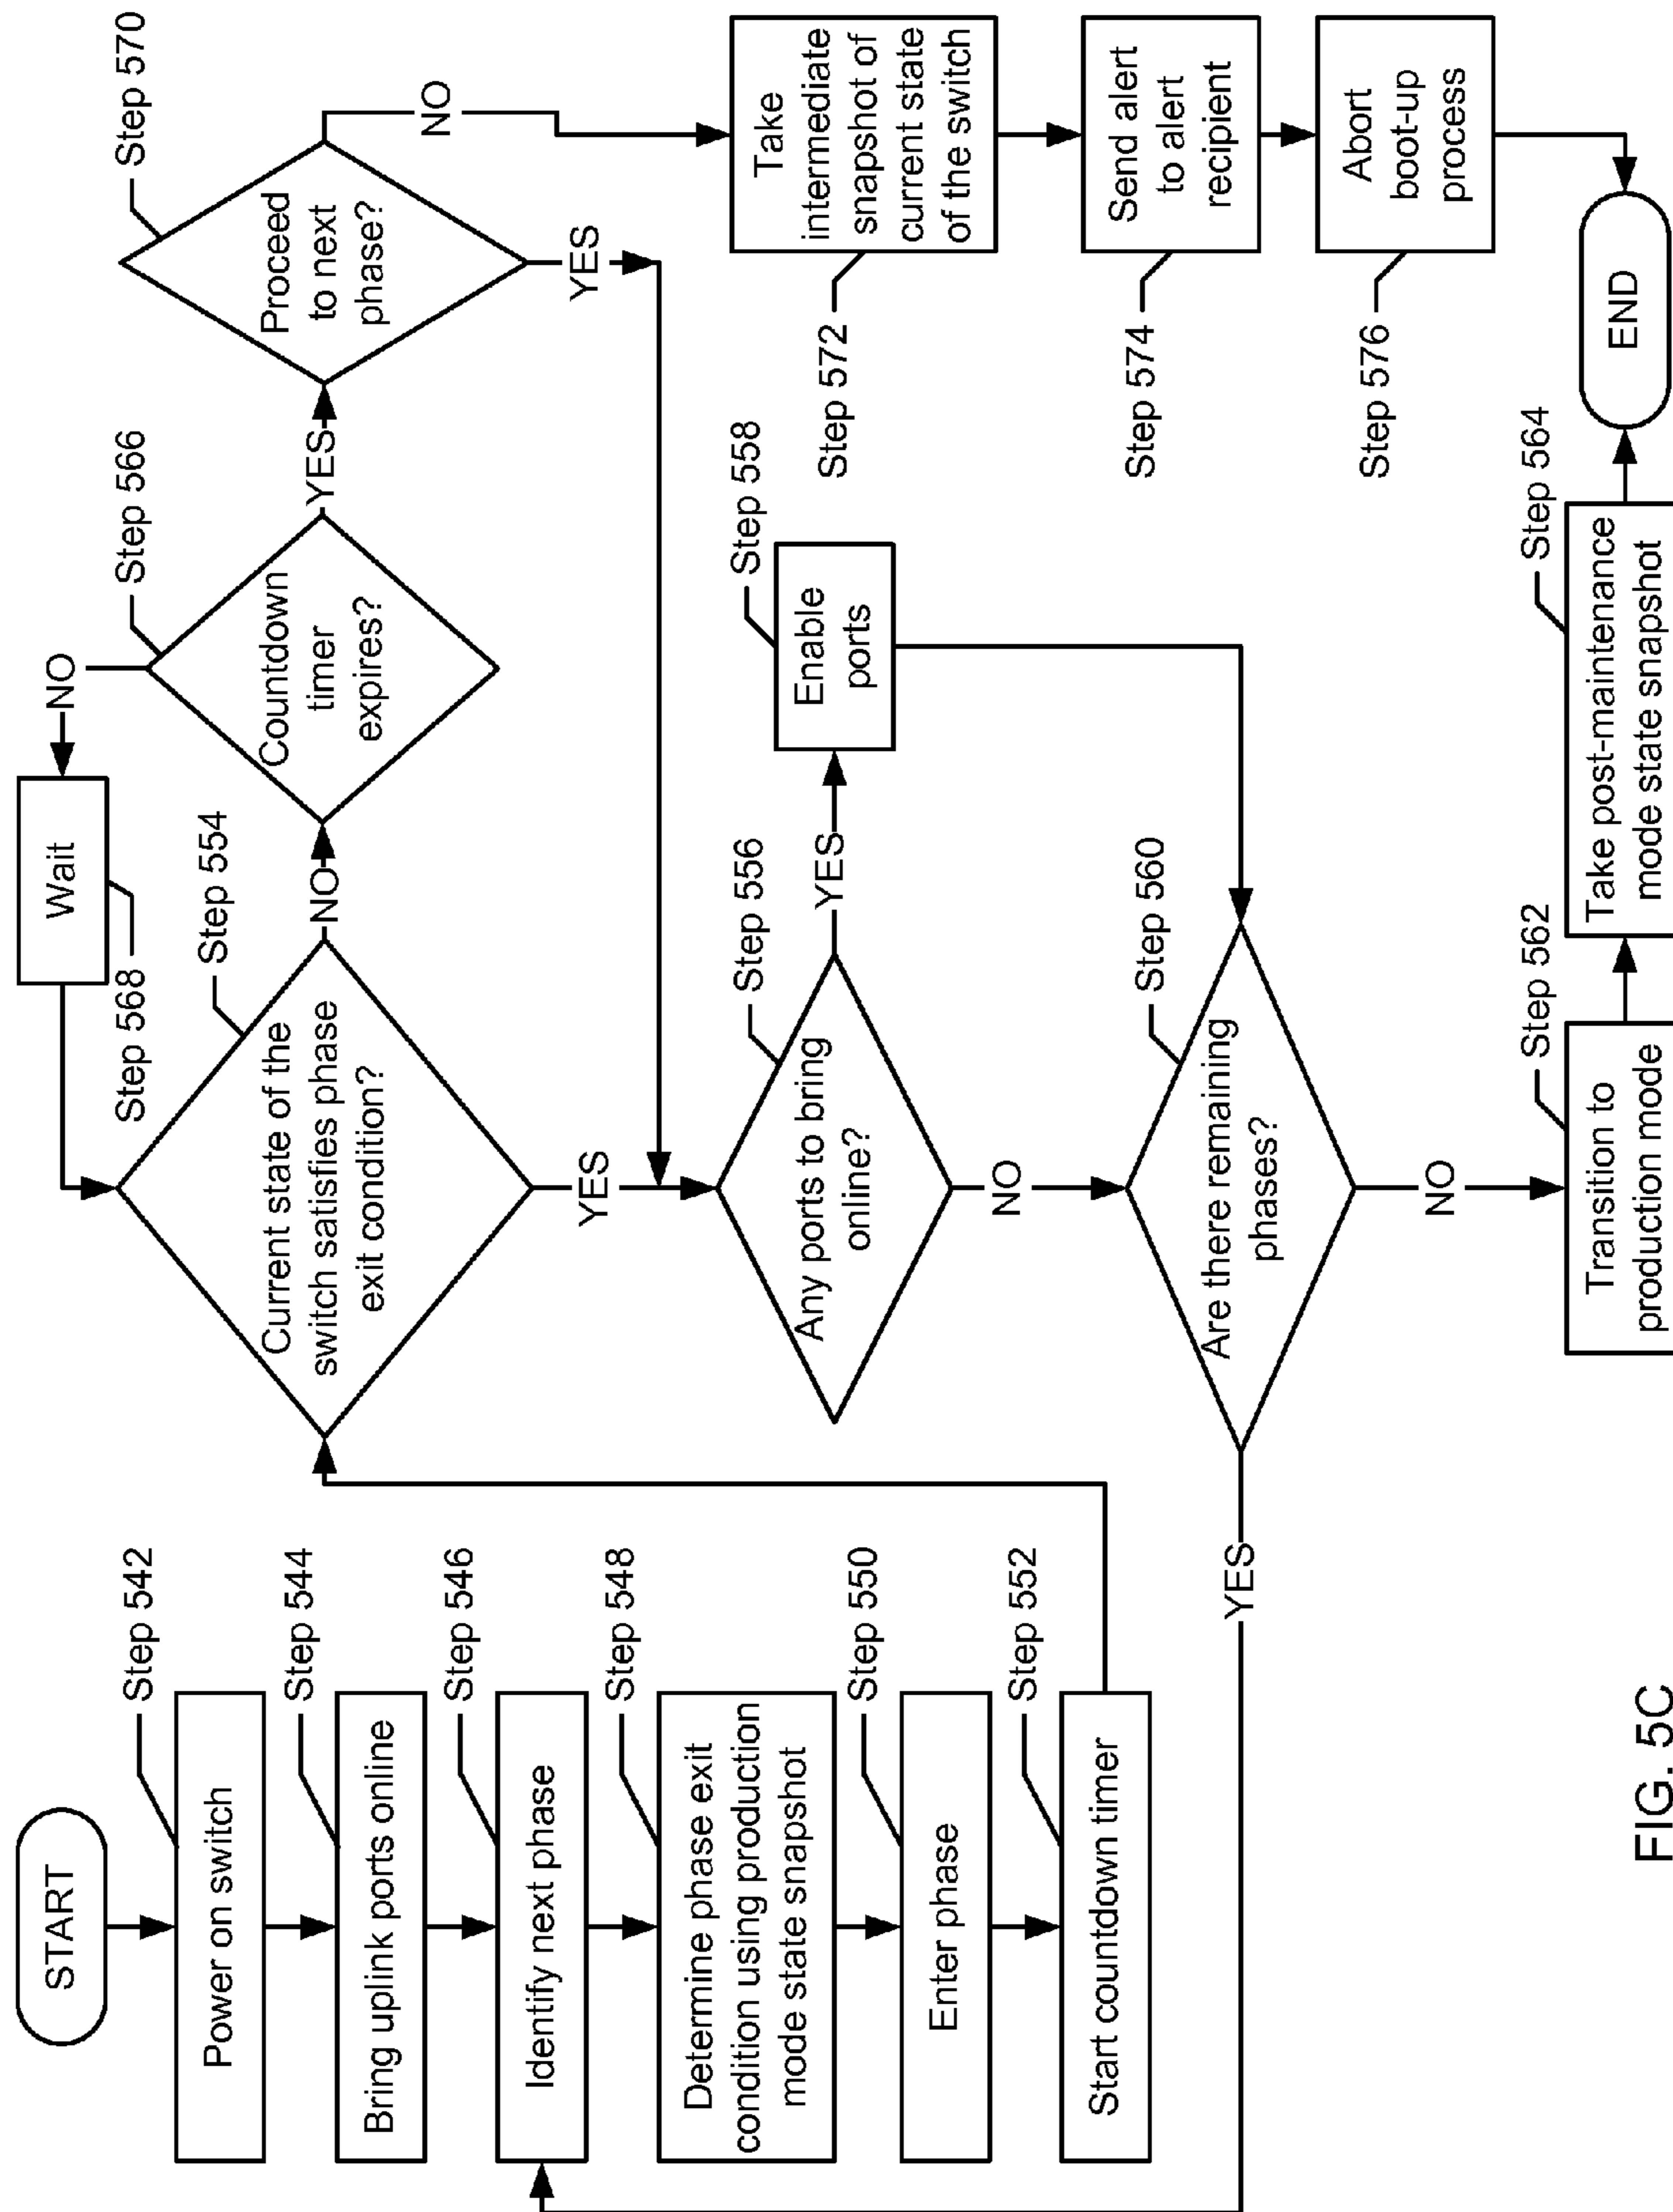 START
Step 542
Power on switch
Step 544
Bring uplink ports online
Step 546
Identify next phase
Step 548
Determine phase exit
condition using production
mode state snapshot
Step 550
Enter phase
Step 552
Start countdown timer
Wait
Step 568
Step 554
Current state of the
switch satisfies phase
exit condition?
NO
YES
Step 566
Countdown
timer
expires?
NO
YES
Step 570
Proceed
to next
phase?
NO
YES
Step 556
Any ports to bring
online?
YES
NO
Step 558
Enable
ports
Step 560
Are there remaining
phases?
YES
NO
Step 562
Transition to
production mode
Step 564
Take post-maintenance
mode state snapshot
Take
intermediate
snapshot of
current state
of the switch
Step 572
Send alert
to alert
recipient
Step 574
Abort
boot-up
process
Step 576
END
FIG. 5C